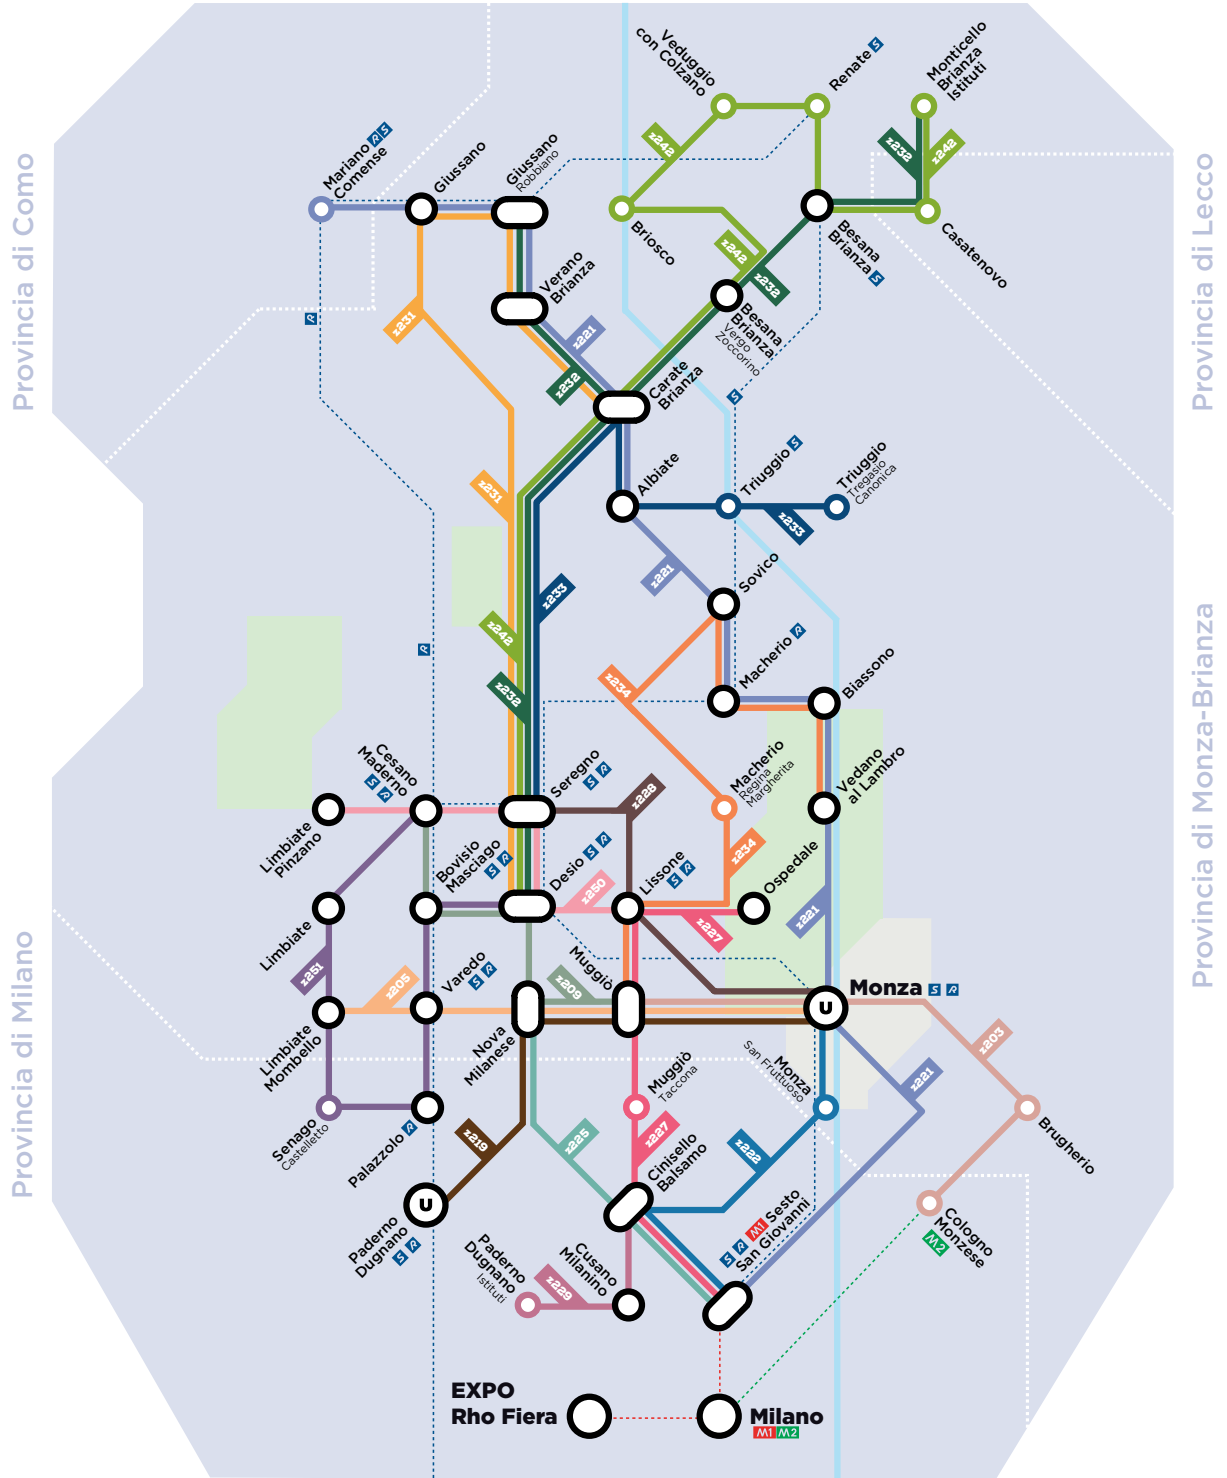 Provincia di Como
Provincia di Milano
Provincia di Lecco
Provincia di Monza-Brianza
Veduggio
con Colzano
Renate S
Monticello
Brianza
Istituti
z242
z232
z242
Mariano R S
Comense
Giussano
Giussano
Robbiano
Briosco
Besana
Brianza S
Casatenovo
z242
z232
Verano
Brianza
z231
z221
z232
Besana
Brianza
Vergo
Zoccorino
R
S
Carate
Brianza
Albiate
Triuggio S
Triuggio
Tregasio
Canonica
z231
z233
z221
z233
Sovico
z242
R
Macherio R
Biassono
z232
z234
Cesano
Maderno
S R
Seregno
S R
z228
Macherio
Regina
Margherita
Vedano
al Lambro
Limbiate
Pinzano
Bovisio
Masciago
S R
Desio S R
z250
Lissone
S R
z234
Ospedale
z227
z221
Limbiate
z251
z205
Varedo
S R
z209
Muggiò
Monza S R
U
Limbiate
Mombello
Nova
Milanese
Monza
San Fruttuoso
z203
z221
Muggiò
Taccona
Senago
Castelletto
Palazzolo R
z219
z225
z227
z222
Brugherio
Cinisello
Balsamo
U
Paderno
Dugnano
S R
Paderno
Dugnano
Istituti
z229
Cusano
Milanino
S R M1 Sesto
San Giovanni
Cologno
Monzese
M2
EXPO
Rho Fiera
Milano
M1 M2